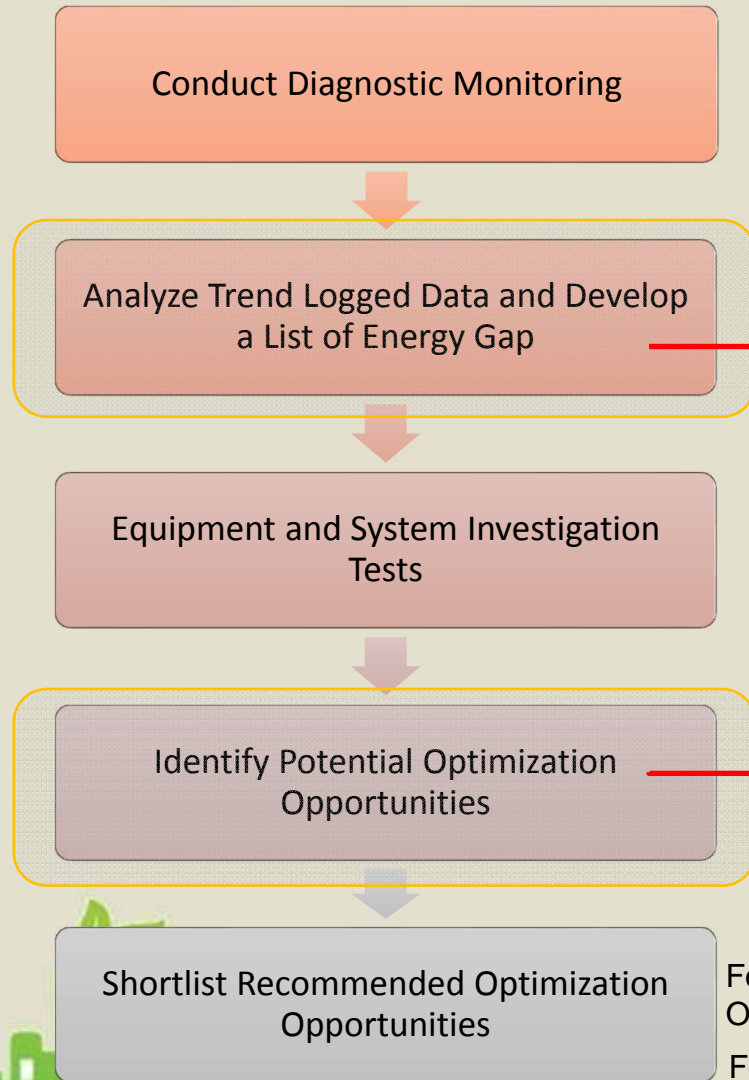 Conduct Diagnostic Monitoring
Analyze Trend Logged Data and Develop
a List of Energy Gap
Equipment and System Investigation
Tests
Identify Potential Optimization
Opportunities
Shortlist Recommended Optimization
Opportunities